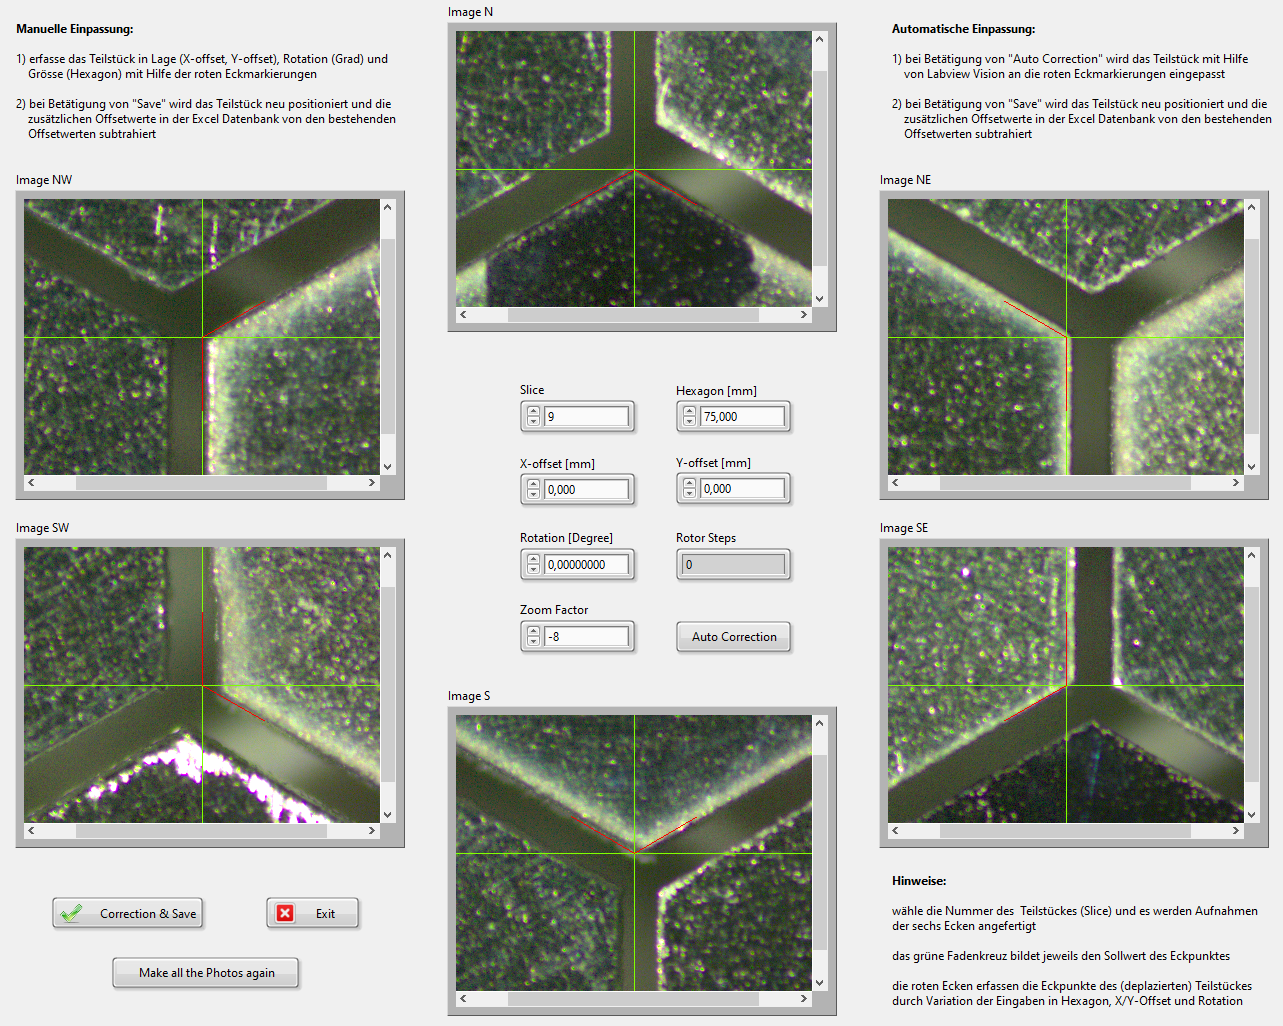 Manuelle Einpassung:
1) erfasse das Teilstück in Lage (X-offset, Y-offset), Rotation (Grad) und
Grösse (Hexagon) mit Hilfe der roten Eckmarkierungen
2) bei Betätigung von "Save" wird das Teilstück neu positioniert und die
zusätzlichen Offsetwerte in der Excel Datenbank von den bestehenden
Offsetwerten subtrahiert
Image N
Automatische Einpassung:
1) bei Betätigung von "Auto Correction" wird das Teilstück mit Hilfe
von Labview Vision an die roten Eckmarkierungen eingepasst
2) bei Betätigung von "Save" wird das Teilstück neu positioniert und die
zusätzlichen Offsetwerte in der Excel Datenbank von den bestehenden
Offsetwerten subtrahiert
Image NW
Image NE
Slice
9
Hexagon [mm]
75,000
X-offset [mm]
0,000
Y-offset [mm]
0,000
Rotation [Degree]
0,00000000
Rotor Steps
0
Zoom Factor
-8
Auto Correction
Image SW
Image SE
Image S
Correction & Save
Exit
Make all the Photos again
Hinweise:
wähle die Nummer des Teilstückes (Slice) und es werden Aufnahmen
der sechs Ecken angefertigt
das grüne Fadenkreuz bildet jeweils den Sollwert des Eckpunktes
die roten Ecken erfassen die Eckpunkte des (deplazierten) Teilstückes
durch Variation der Eingaben in Hexagon, X/Y-Offset und Rotation